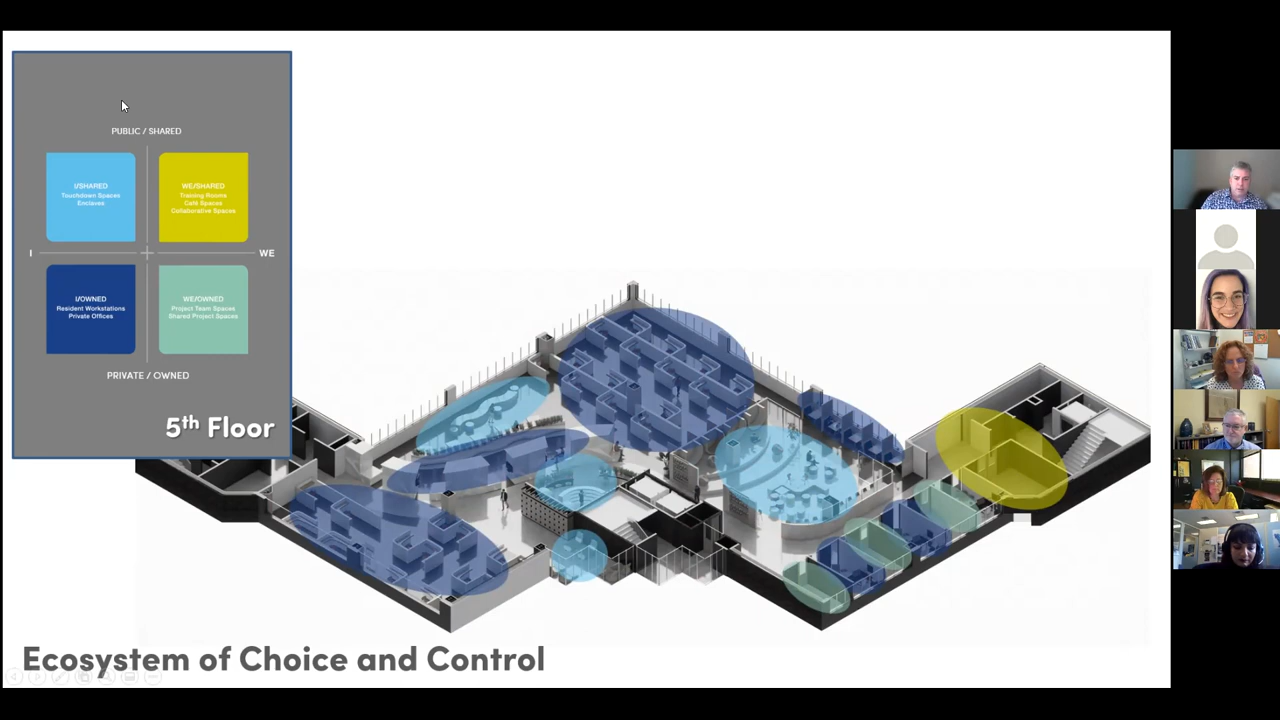 PUBLIC / SHARED
I/SHARED
Touchdown Spaces
Enclaves
WE/SHARED
Training Rooms
Café Spaces
Collaborative Spaces
I
WE
I/OWNED
Resident Workstations
Private Offices
WE/OWNED
Project Team Spaces
Shared Project Spaces
PRIVATE / OWNED
5th Floor
Ecosystem of Choice and Control